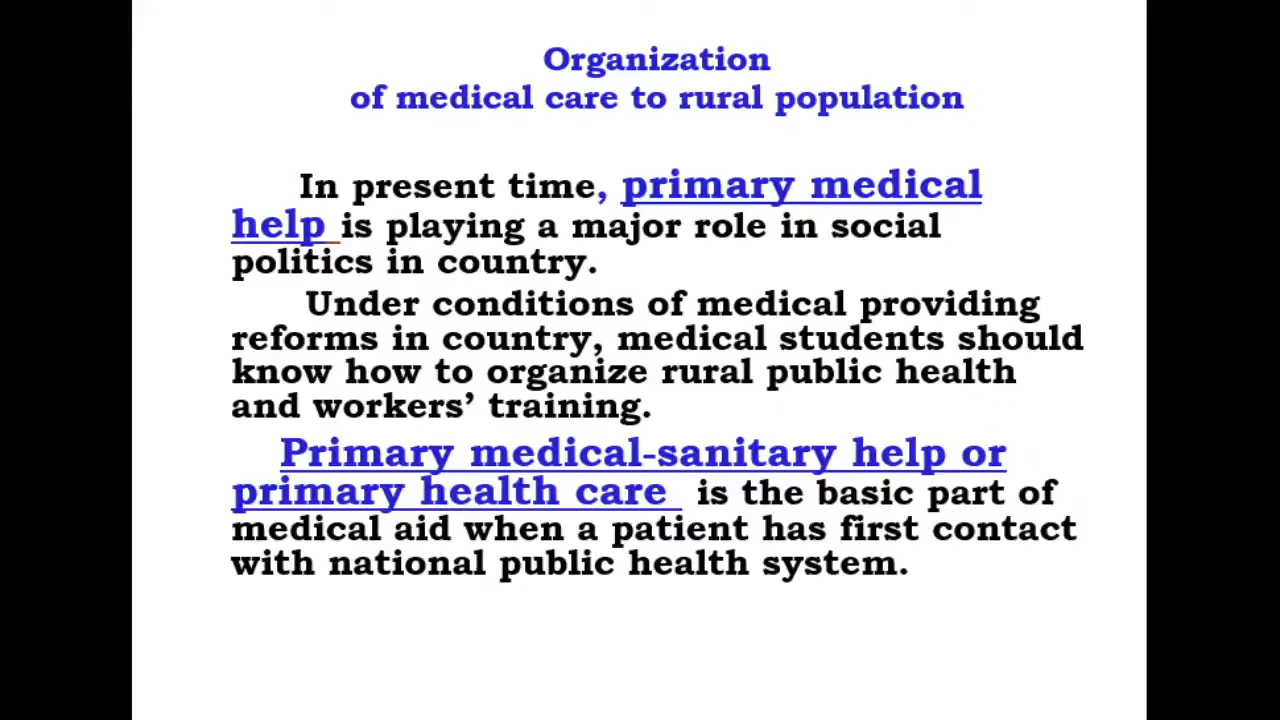 Organization
of medical care to rural population
In present time, primary medical
help is playing a major role in social
politics in country.
Under conditions of medical providing
reforms in country, medical students should
know how to organize rural public health
and workers’ training.
Primary medical-sanitary help or
primary health care is the basic part of
medical aid when a patient has first contact
with national public health system.